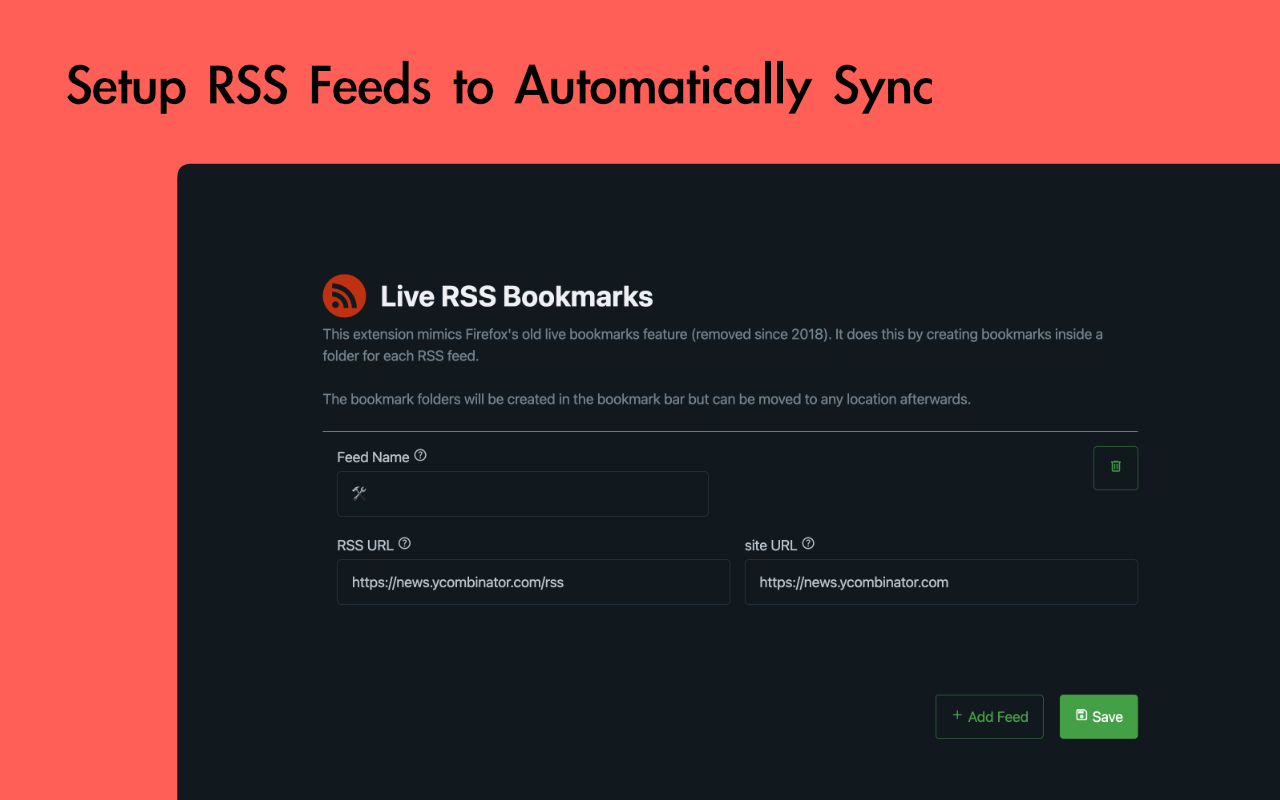 Setup RSS Feeds to Automatically Sync
Live RSS Bookmarks
This extension mimics Firefox's old live bookmarks feature (removed since 2018). It does this by creating bookmarks inside a
folder for each RSS feed.
The bookmark folders will be created in the bookmark bar but can be moved to any location afterwards.
Feed Name
🛠
RSS URL
site URL
https://news.ycombinator.com/rss
https://news.ycombinator.com
+ Add Feed
Save